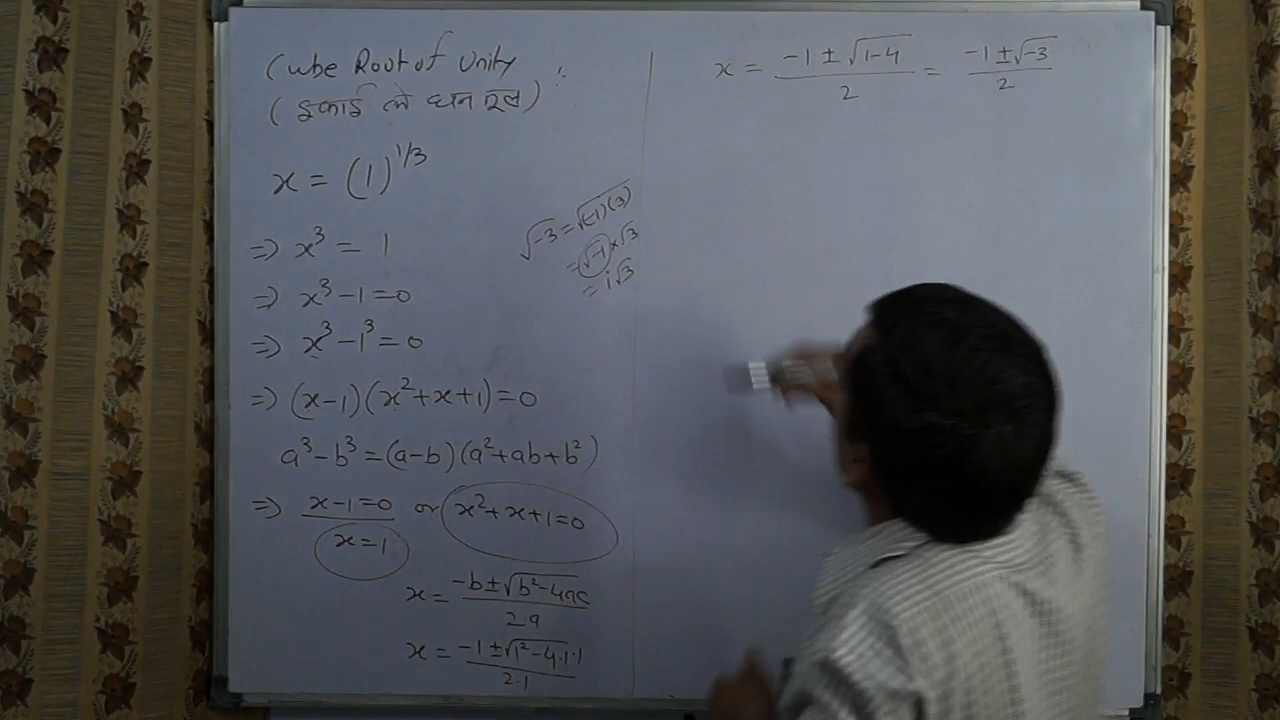 Cube Root of Unity :
( इकाई के घन मूल )
x = (1)^1/3
⇒ x³ = 1
⇒ x³ - 1 = 0
⇒ x³ - 1³ = 0
⇒ (x-1)(x²+x+1) = 0
a³-b³ = (a-b)(a²+ab+b²)
⇒ x-1=0 or x²+x+1=0
x=1
x = (-b±√(b²-4ac))/2a
x = (-1±√(1²-4·1·1))/2·1
√-3 = √(-1)(3)
= √-1 × √3
= i√3
x = (-1±√(1-4))/2 = (-1±√-3)/2